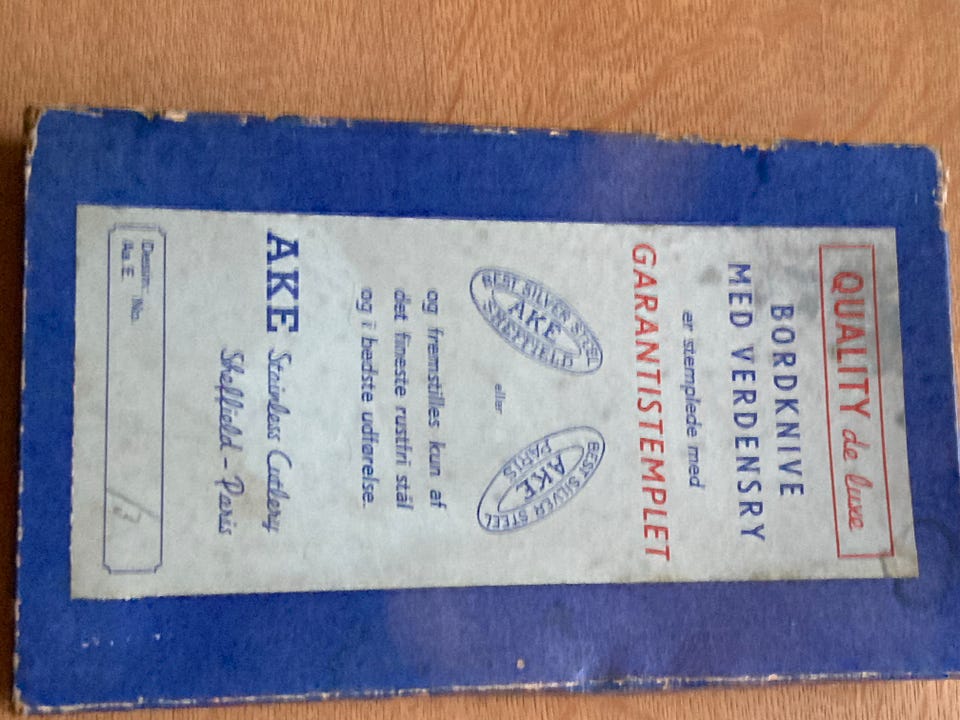 QUALITY de luxe
BORDKNIVE
MED VERDENSRY
er stemplede med
GARANTISTEMPLET
BEST SILVER STEEL
AKE
SHEFFIELD
eller
BEST SILVER STEEL
AKE
PARIS
og fremstilles kun af
det fineste rustfri stål
og i bedste udførelse.
AKE Stainless Cutlery
Sheffield - Paris
Dessin: No.